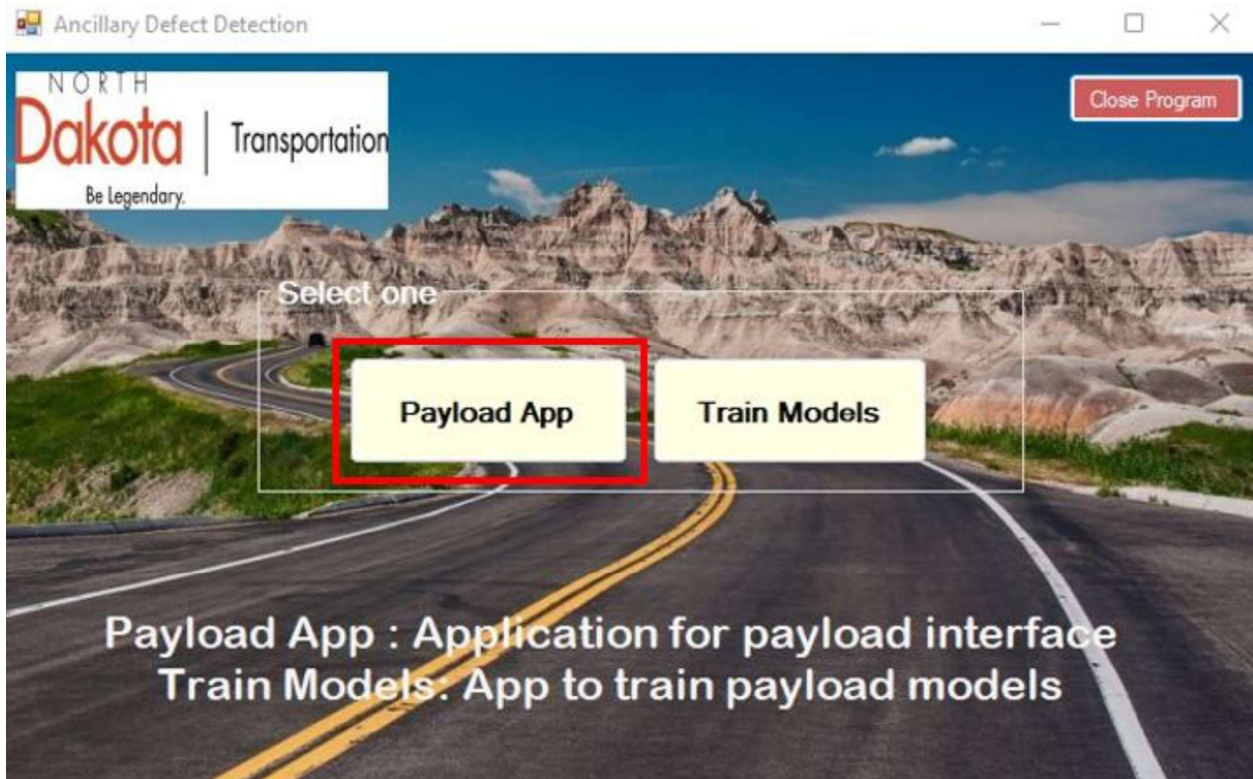 Ancillary Defect Detection
NORTH
Dakota | Transportation
Be Legendary.
Close Program
Select one
Payload App
Train Models
Payload App : Application for payload interface
Train Models: App to train payload models